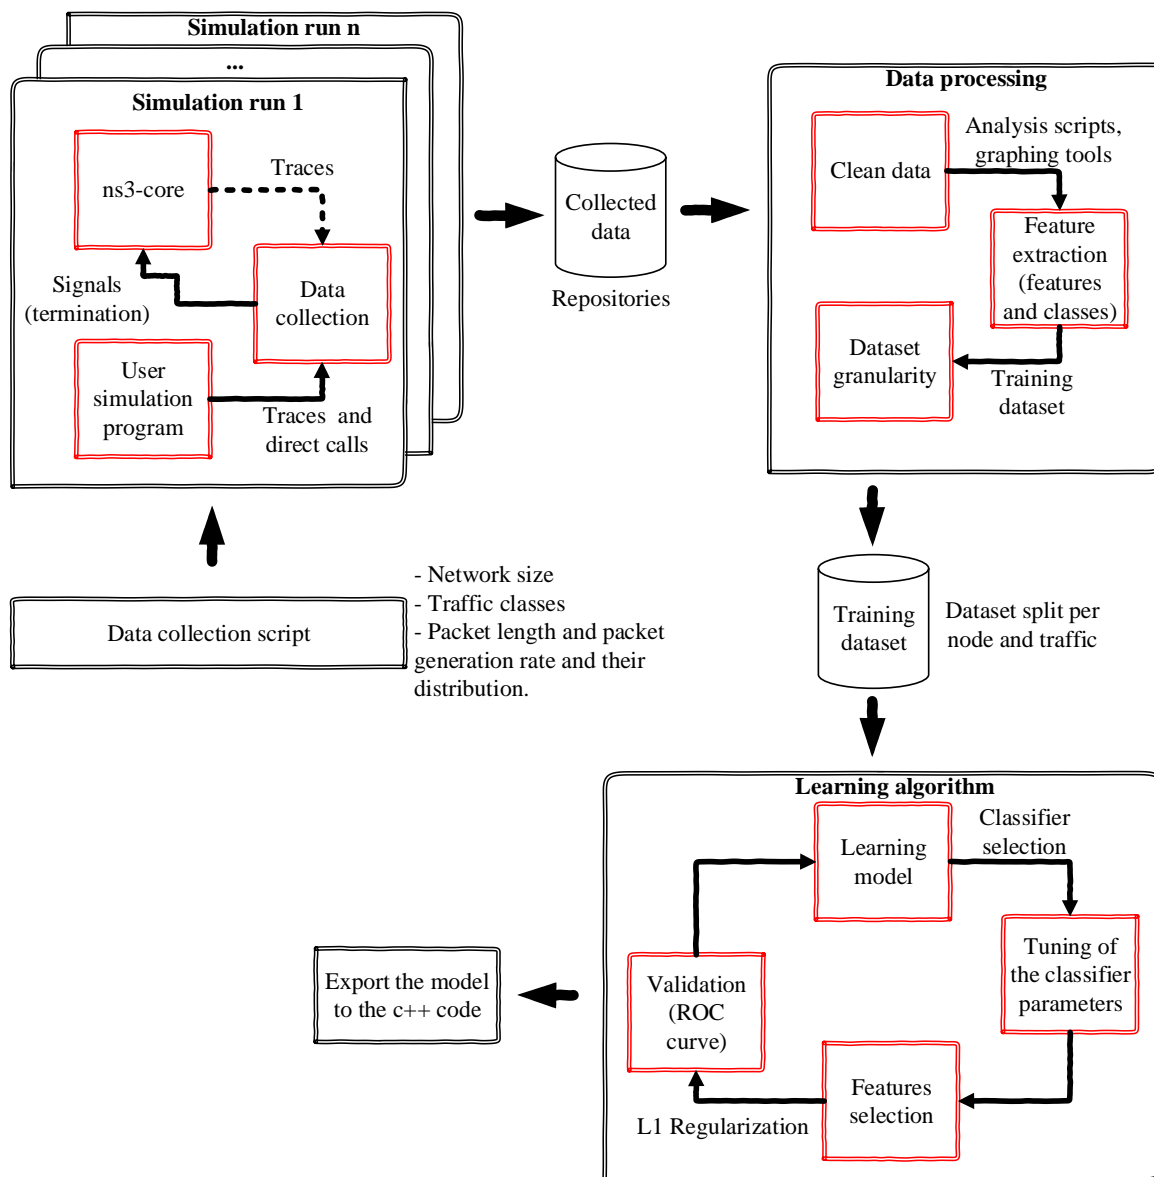 Simulation run n
...
Simulation run 1
ns3-core
Traces
Signals
(termination)
Data
collection
User
simulation
program
Traces and
direct calls
Collected
data
Repositories
Data processing
Clean data
Analysis scripts,
graphing tools
Feature
extraction
(features
and classes)
Dataset
granularity
Training
dataset
Data collection script
- Network size
- Traffic classes
- Packet length and packet
generation rate and their
distribution.
Training
dataset
Dataset split per
node and traffic
Learning algorithm
Learning
model
Classifier
selection
Tuning of
the classifier
parameters
Features
selection
L1 Regularization
Validation
(ROC
curve)
Export the model
to the c++ code